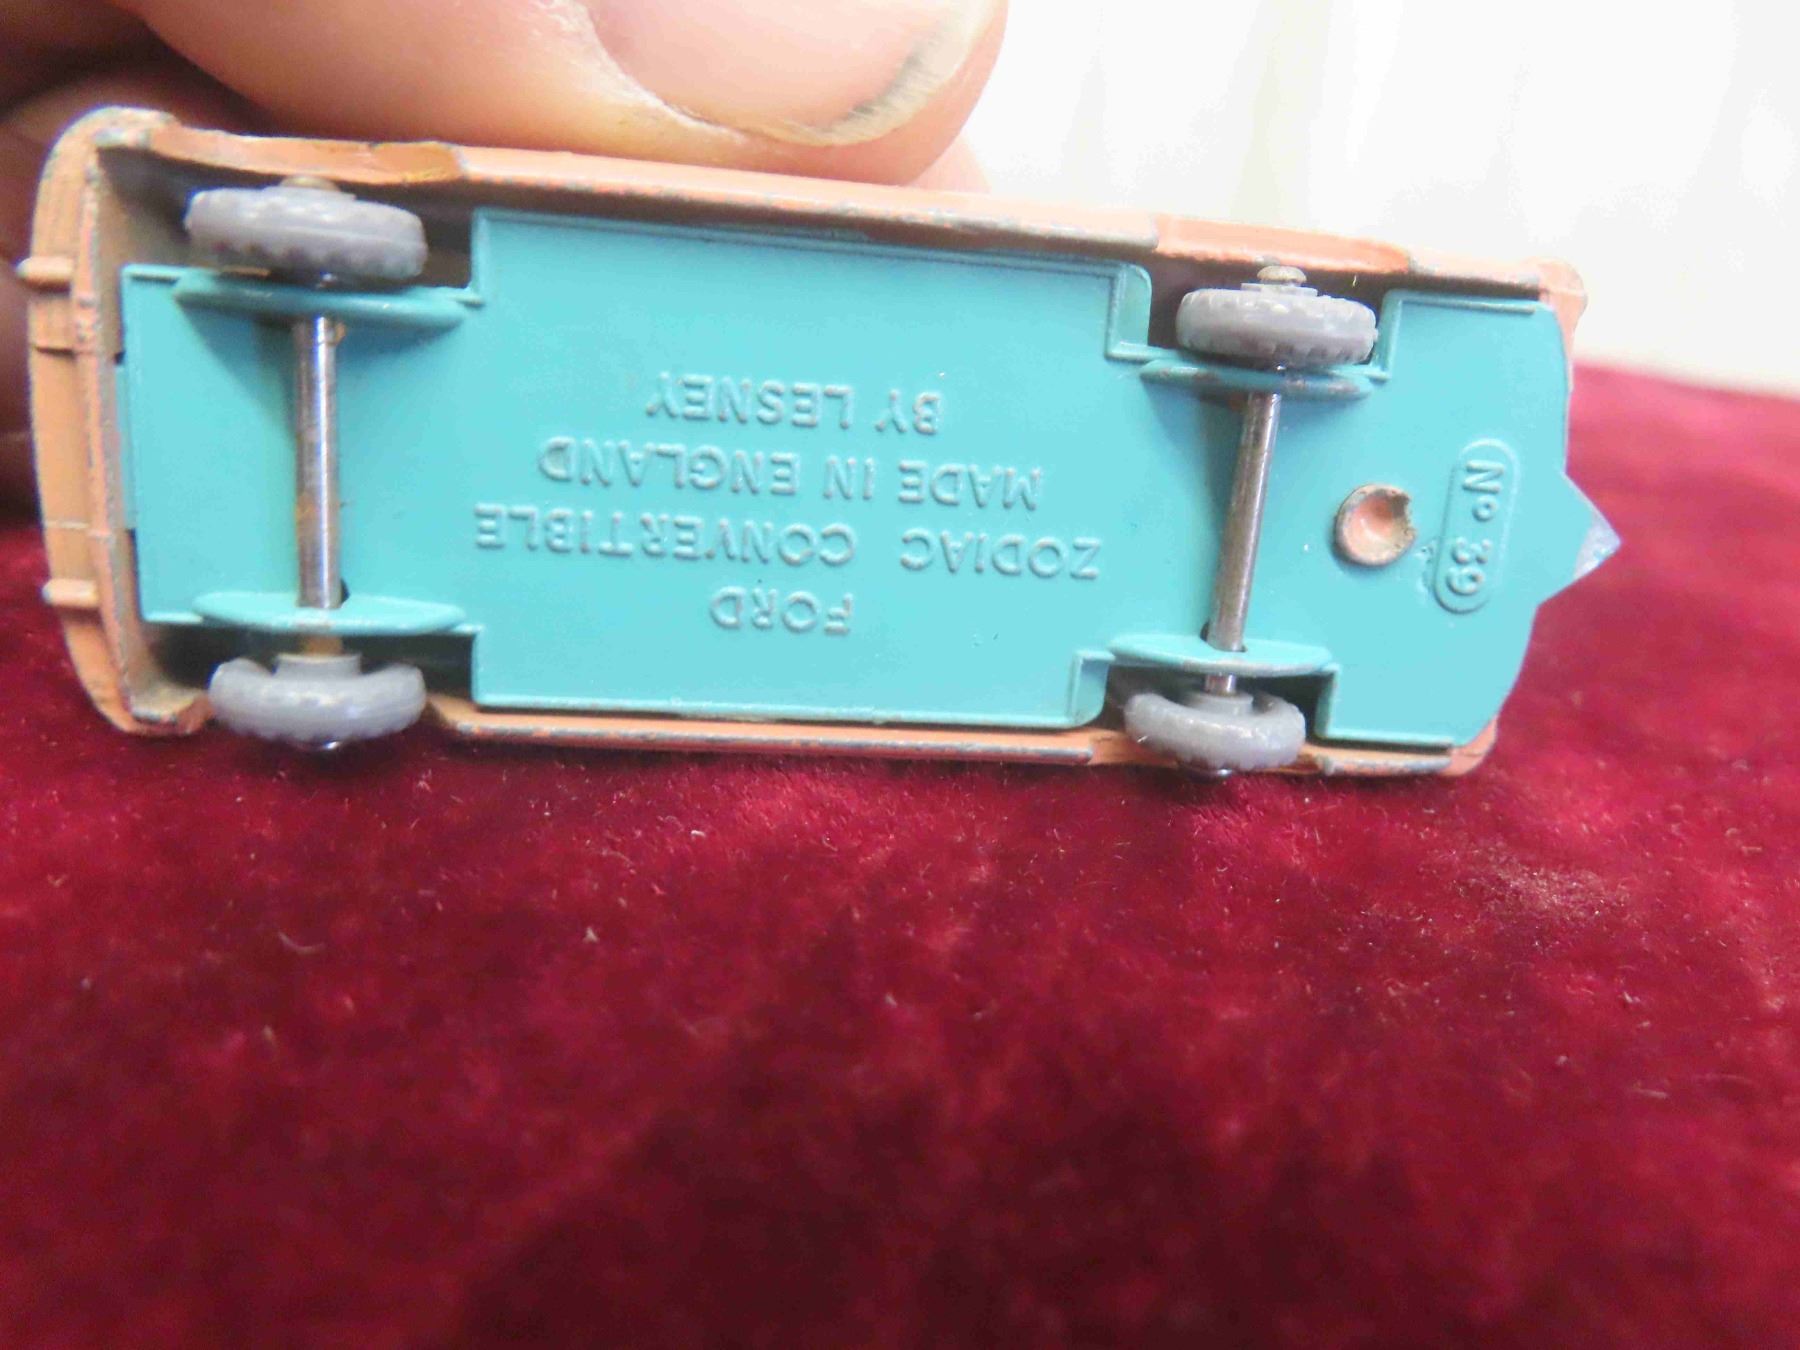 FORD
ZODIAC CONVERTIBLE
MADE IN ENGLAND
BY LESNEY
No 39